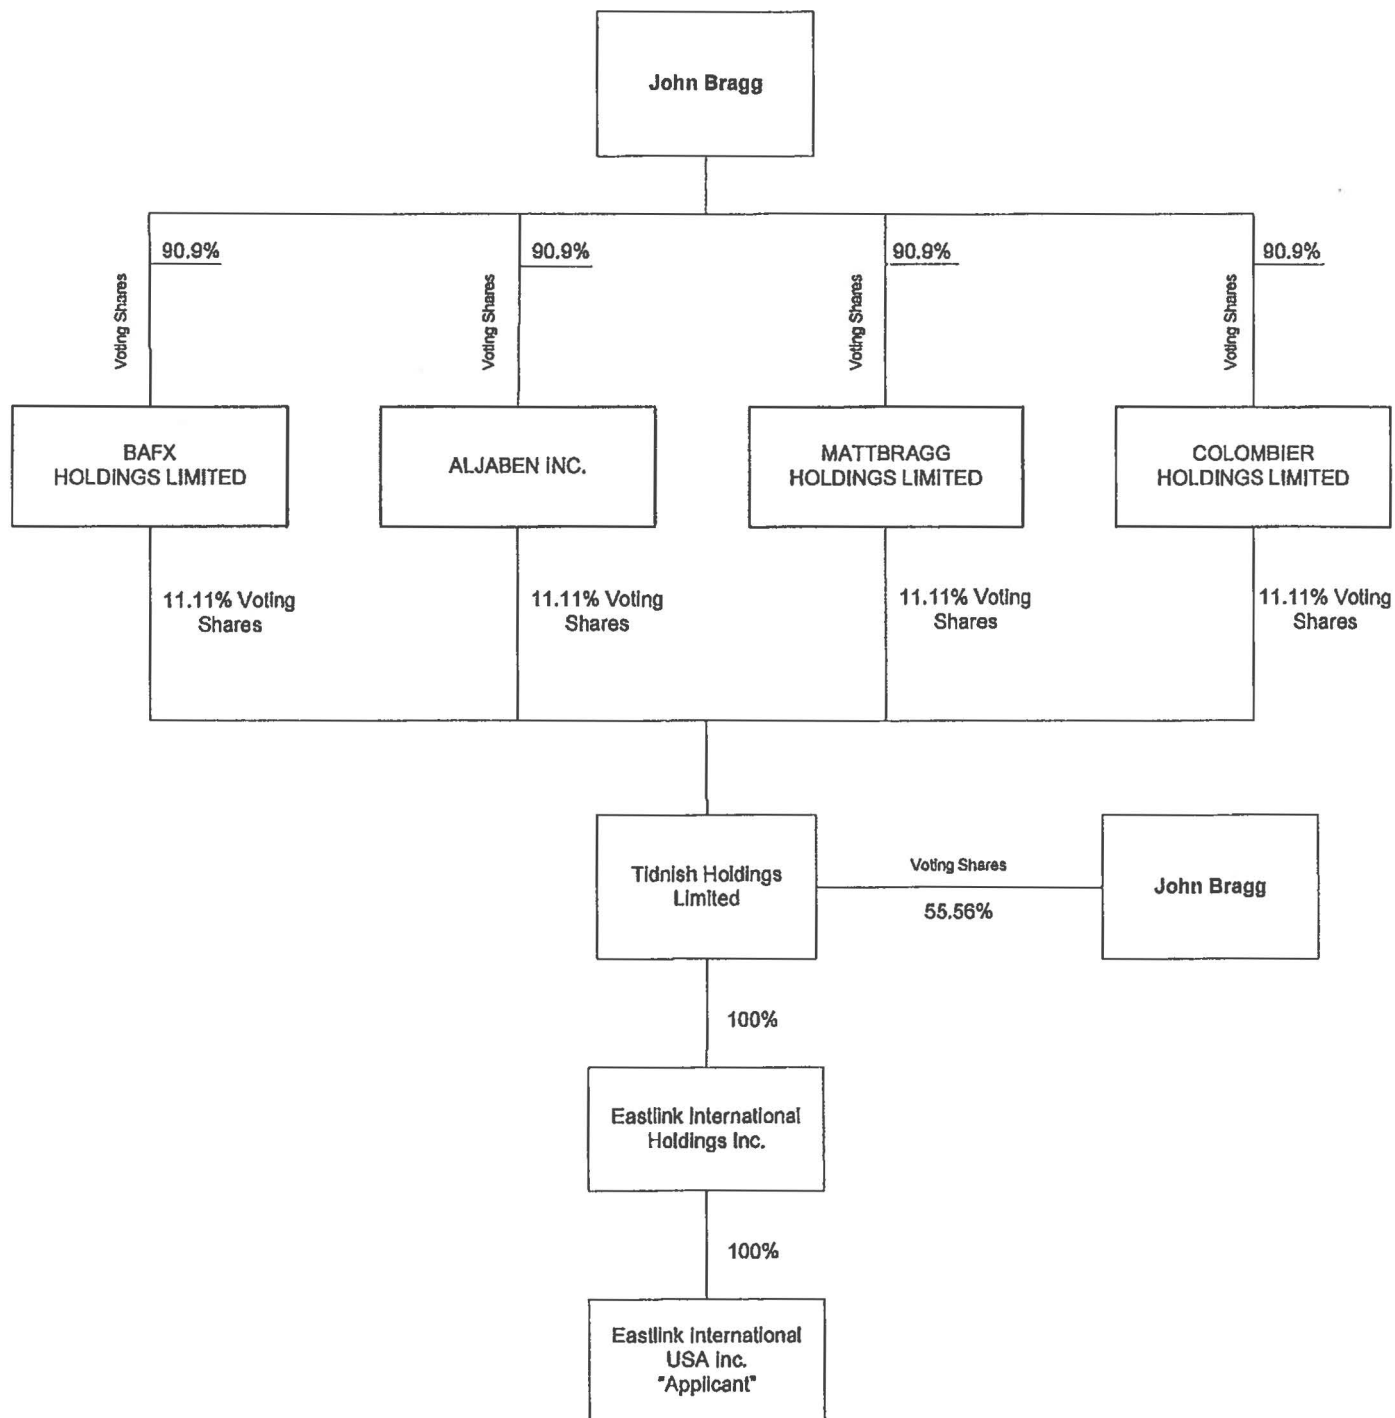 John Bragg
90.9%
90.9%
90.9%
90.9%
Voting Shares
Voting Shares
Voting Shares
Voting Shares
BAFX
HOLDINGS LIMITED
ALJABEN INC.
MATTBRAGG
HOLDINGS LIMITED
COLOMBIER
HOLDINGS LIMITED
11.11% Voting
Shares
11.11% Voting
Shares
11.11% Voting
Shares
11.11% Voting
Shares
Tidnish Holdings
Limited
Voting Shares
55.56%
John Bragg
100%
Eastlink International
Holdings Inc.
100%
Eastlink International
USA Inc.
"Applicant"